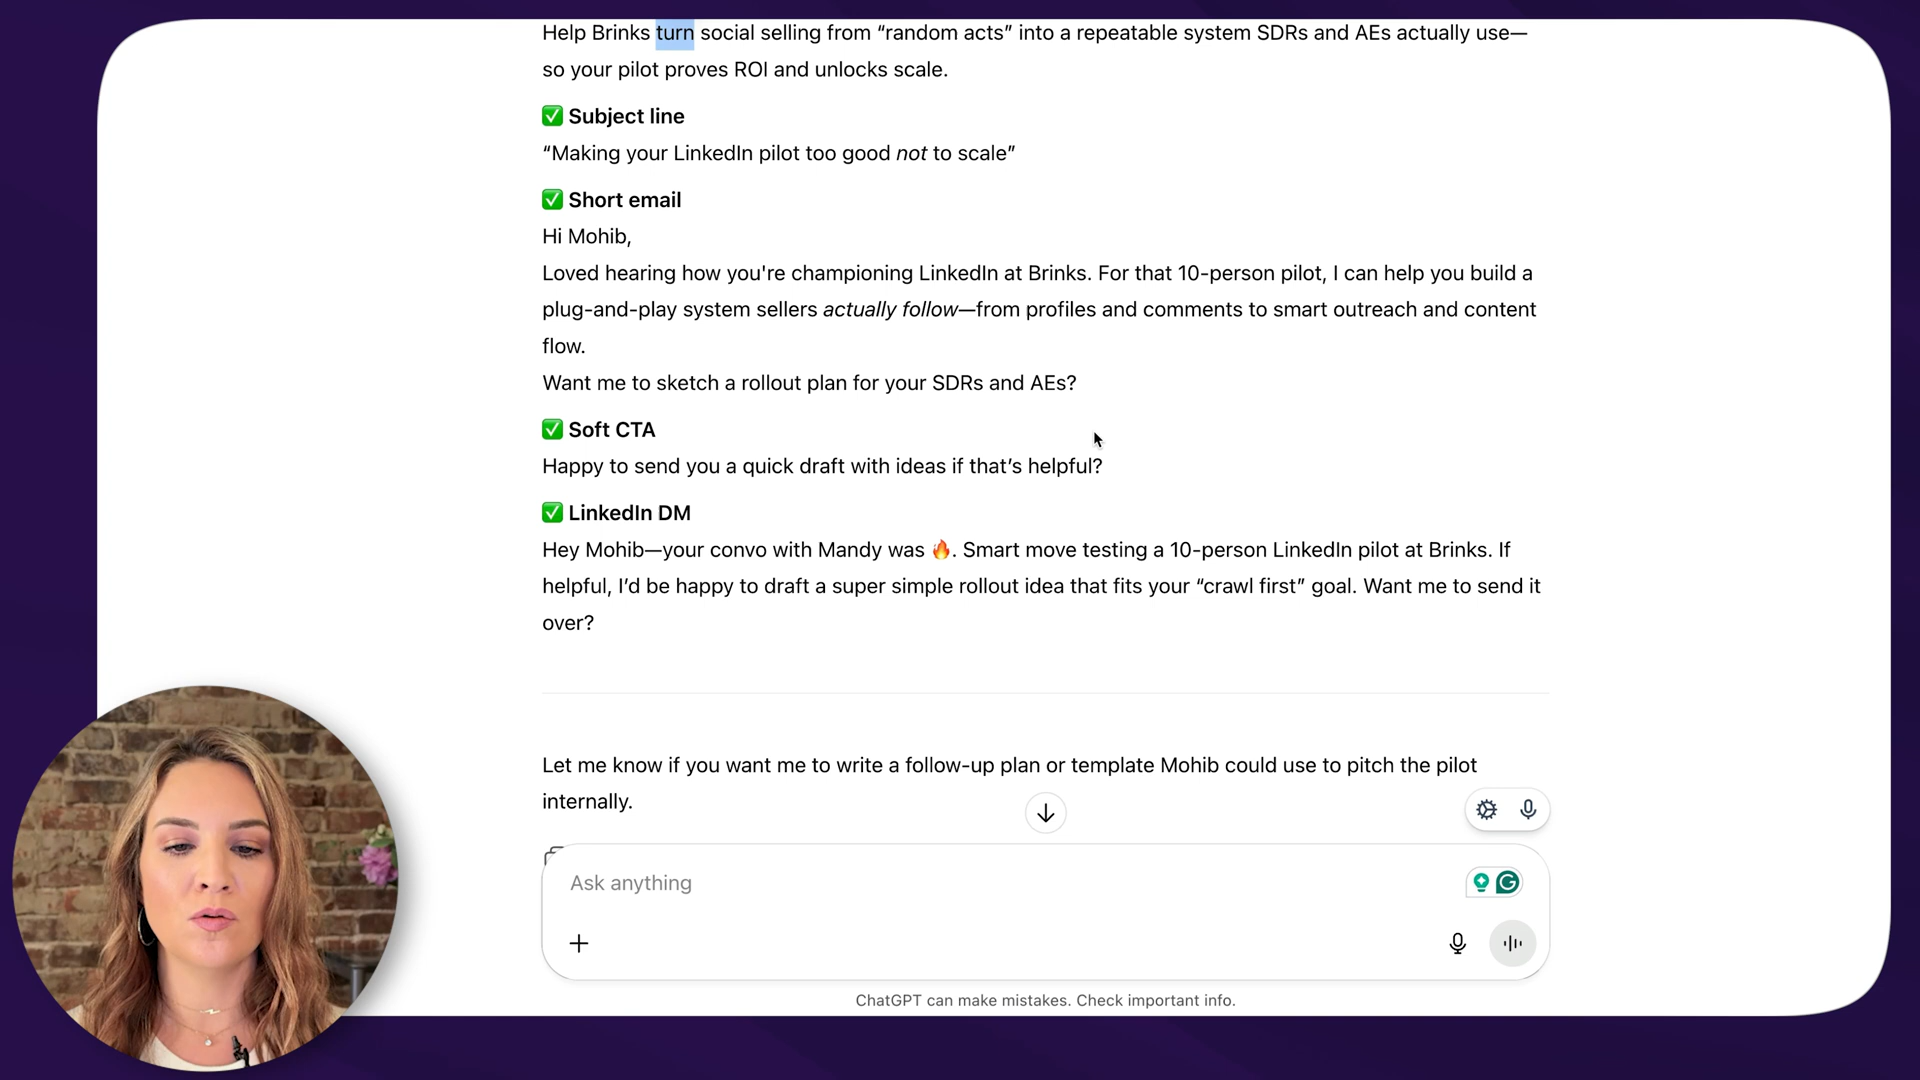 Help Brinks turn social selling from “random acts” into a repeatable system SDRs and AEs actually use—
so your pilot proves ROI and unlocks scale.
✅ Subject line
“Making your LinkedIn pilot too good not to scale”
✅ Short email
Hi Mohib,
Loved hearing how you're championing LinkedIn at Brinks. For that 10-person pilot, I can help you build a
plug-and-play system sellers actually follow—from profiles and comments to smart outreach and content
flow.
Want me to sketch a rollout plan for your SDRs and AEs?
✅ Soft CTA
Happy to send you a quick draft with ideas if that’s helpful?
✅ LinkedIn DM
Hey Mohib—your convo with Mandy was 🔥. Smart move testing a 10-person LinkedIn pilot at Brinks. If
helpful, I’d be happy to draft a super simple rollout idea that fits your “crawl first” goal. Want me to send it
over?
Let me know if you want me to write a follow-up plan or template Mohib could use to pitch the pilot
internally.
Ask anything
ChatGPT can make mistakes. Check important info.